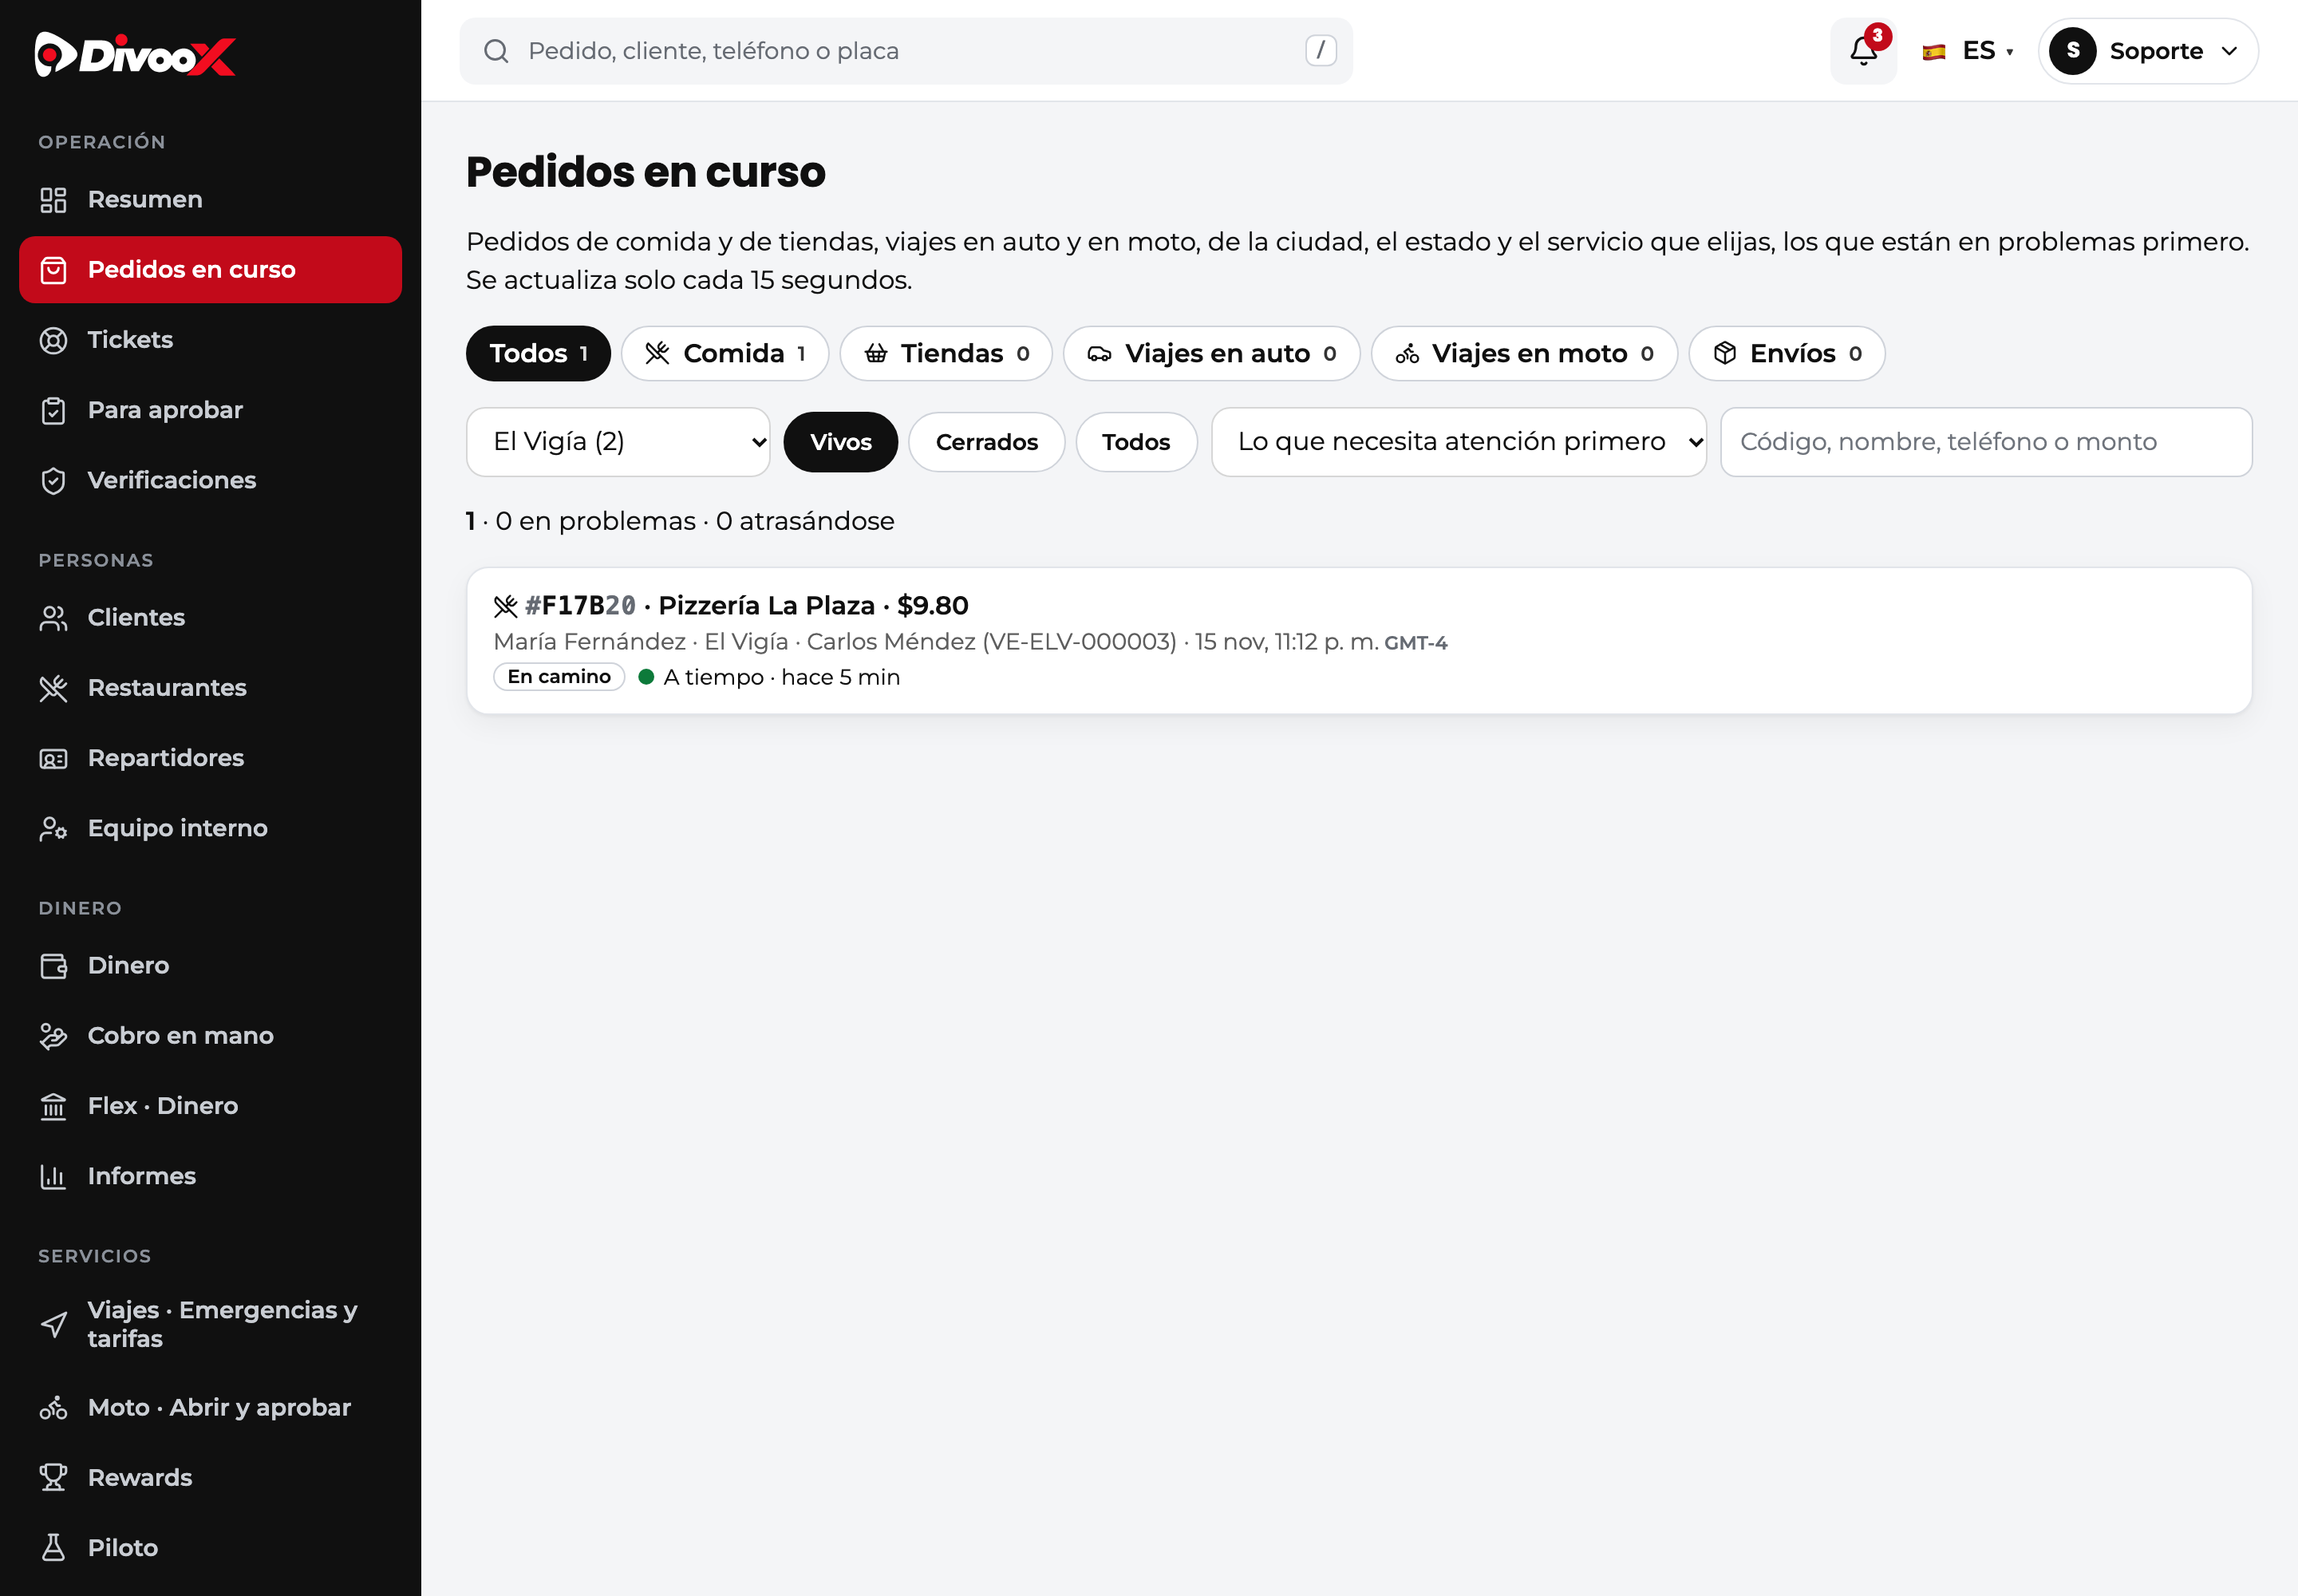 DivooX
Pedido, cliente, teléfono o placa
/
3
ES
S
Soporte
OPERACIÓN
Resumen
Pedidos en curso
Tickets
Para aprobar
Verificaciones
PERSONAS
Clientes
Restaurantes
Repartidores
Equipo interno
DINERO
Dinero
Cobro en mano
Flex · Dinero
Informes
SERVICIOS
Viajes · Emergencias y
tarifas
Moto · Abrir y aprobar
Rewards
Piloto
Pedidos en curso
Pedidos de comida y de tiendas, viajes en auto y en moto, de la ciudad, el estado y el servicio que elijas, los que están en problemas primero.
Se actualiza solo cada 15 segundos.
Todos 1
Comida 1
Tiendas 0
Viajes en auto 0
Viajes en moto 0
Envíos 0
El Vigía (2)
Vivos
Cerrados
Todos
Lo que necesita atención primero
Código, nombre, teléfono o monto
1 · 0 en problemas · 0 atrasándose
#F17B20 · Pizzería La Plaza · $9.80
María Fernández · El Vigía · Carlos Méndez (VE-ELV-000003) · 15 nov, 11:12 p. m. GMT-4
En camino
A tiempo · hace 5 min